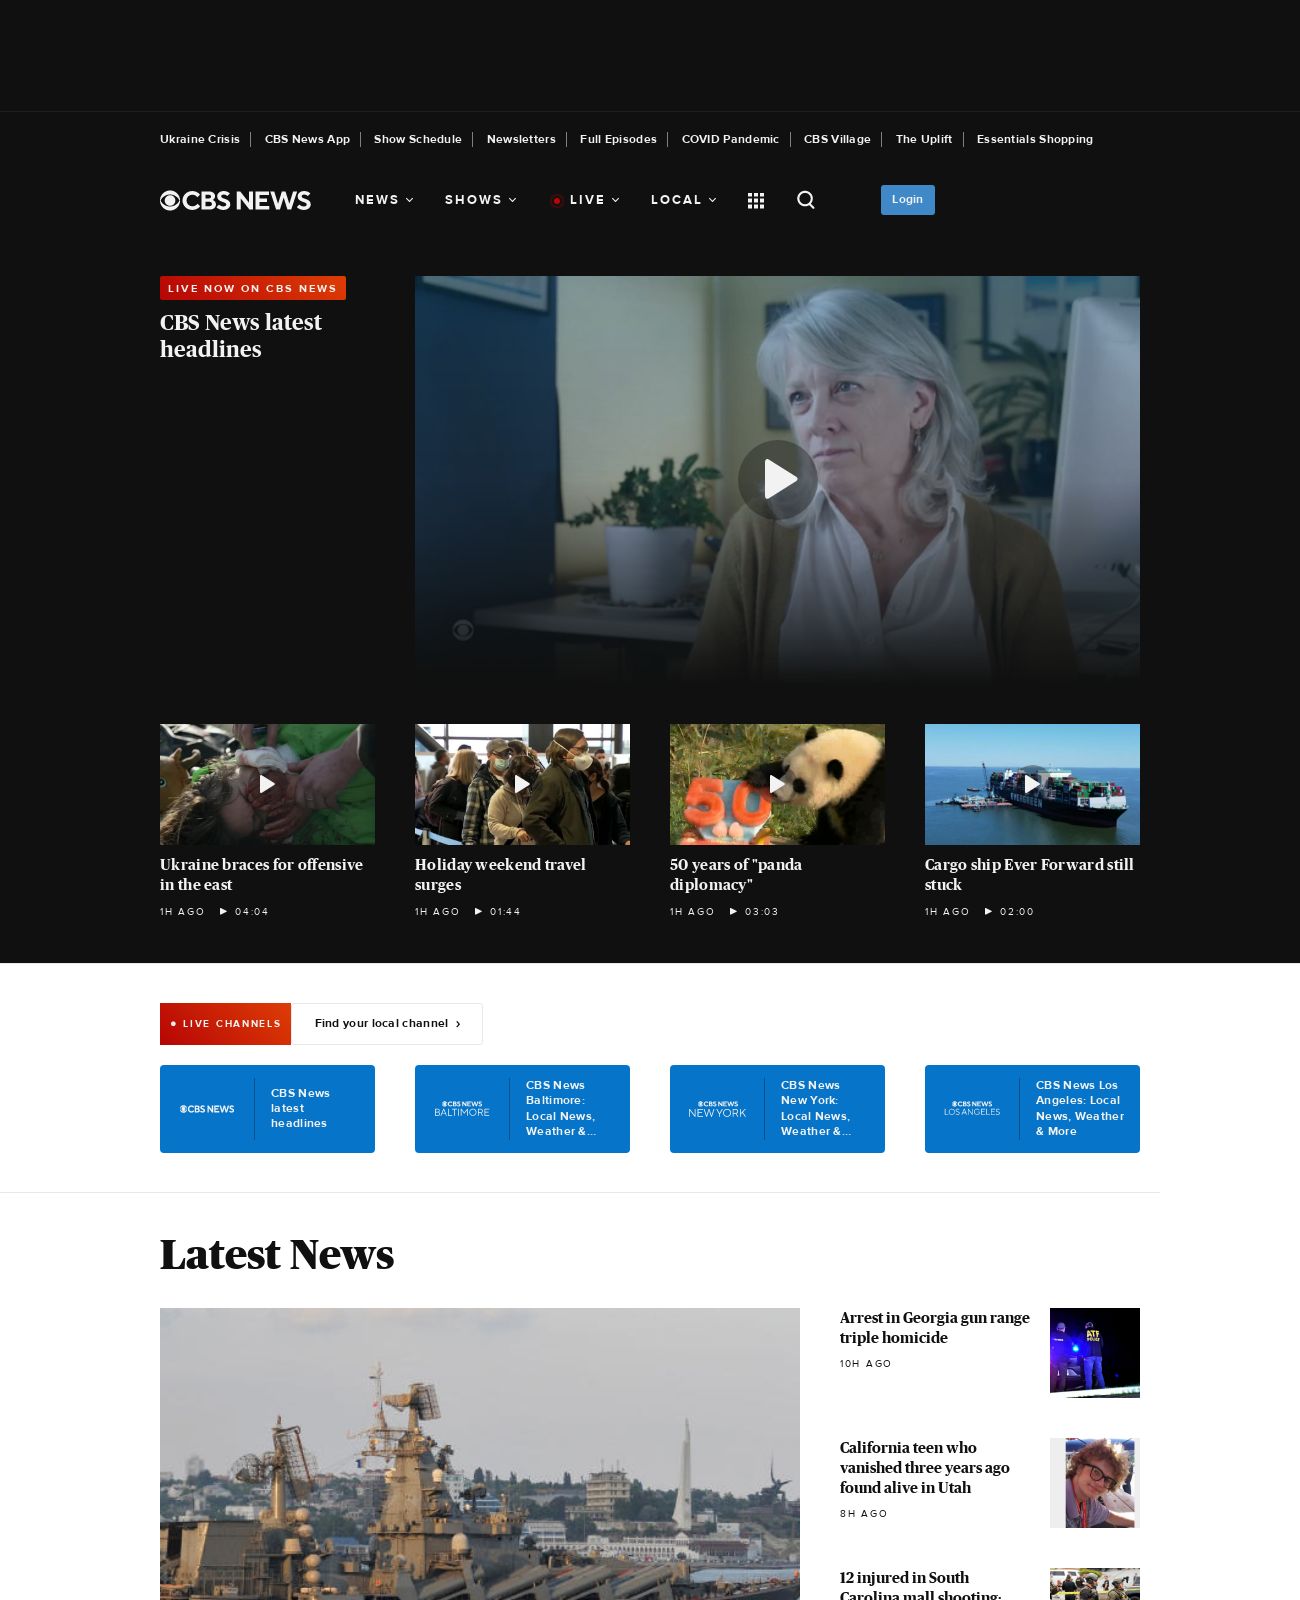 Ukraine Crisis
CBS News App
Show Schedule
Newsletters
Full Episodes
COVID Pandemic
CBS Village
The Uplift
Essentials Shopping
CBS NEWS
NEWS
SHOWS
LIVE
LOCAL
Login
LIVE NOW ON CBS NEWS
CBS News latest
headlines
50
EVERGREEN
Ukraine braces for offensive
in the east
1H AGO 04:04
Holiday weekend travel
surges
1H AGO 01:44
50 years of "panda
diplomacy"
1H AGO 03:03
Cargo ship Ever Forward still
stuck
1H AGO 02:00
LIVE CHANNELS
Find your local channel ›
CBS NEWS
CBS News
latest
headlines
CBS NEWS
BALTIMORE
CBS News
Baltimore:
Local News,
Weather &...
CBS NEWS
NEW YORK
CBS News
New York:
Local News,
Weather &...
CBS NEWS
LOS ANGELES
CBS News Los
Angeles: Local
News, Weather
& More
Latest News
Arrest in Georgia gun range
triple homicide
10H AGO
ATF
POLICE
California teen who
vanished three years ago
found alive in Utah
8H AGO
12 injured in South
Carolina mall shooting;